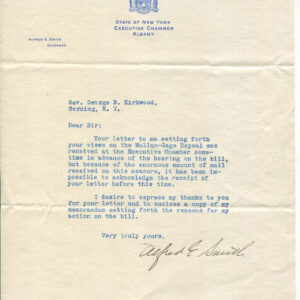 STATE OF NEW YORK
EXECUTIVE CHAMBER
ALBANY
ALFRED E. SMITH
GOVERNOR
Rev. George B. Kirkwood,
Corning, N. Y.
Dear Sir:
Your letter to me setting forth
your views on the Mullan-Gage Repeal was
received at the Executive Chamber some-
time in advance of the hearing on the bill,
but because of the enormous amount of mail
received on this measure, it has been im-
possible to acknowledge the receipt of
your letter before this time.
I desire to express my thanks to you
for your letter and to enclose a copy of my
memorandum setting forth the reasons for my
action on the bill.
Very truly yours,
Alfred E Smith